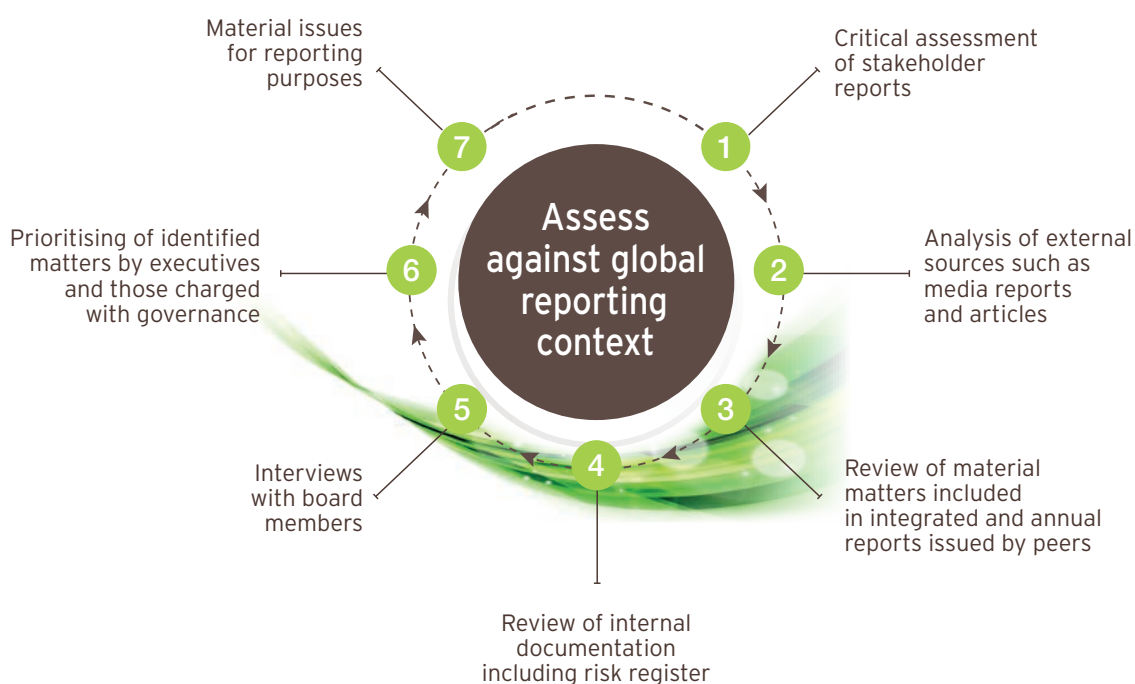 Assess
against global
reporting
context
1
Critical assessment
of stakeholder
reports
2
Analysis of external
sources such as
media reports
and articles
3
Review of material
matters included
in integrated and annual
reports issued by peers
4
Review of internal
documentation
including risk register
5
Interviews
with board
members
6
Prioritising of identified
matters by executives
and those charged
with governance
7
Material issues
for reporting
purposes